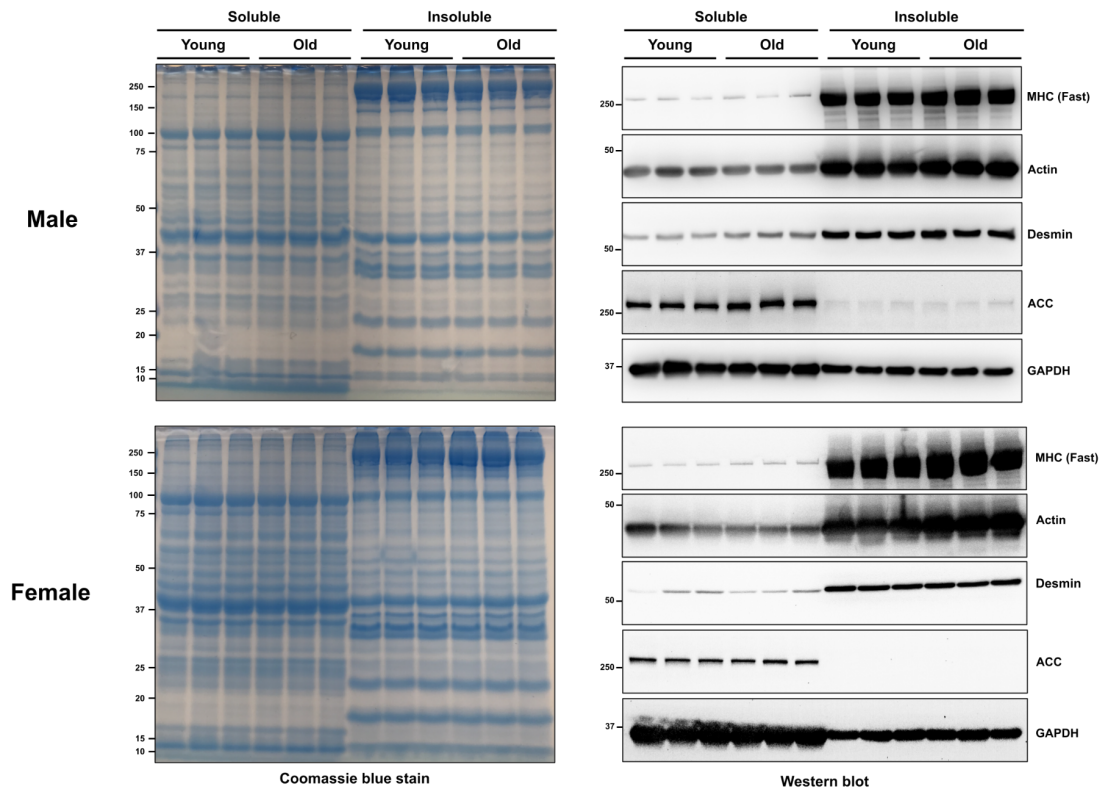 Soluble Insoluble Soluble Insoluble
Young Old Young Old Young Old Young Old
Male
250
150
100
75
50
37
25
20
15
10
250 MHC (Fast)
50 Actin
50 Desmin
250 ACC
37 GAPDH
Female
250
150
100
75
50
37
25
20
15
10
250 MHC (Fast)
50 Actin
50 Desmin
250 ACC
37 GAPDH
Coomassie blue stain Western blot